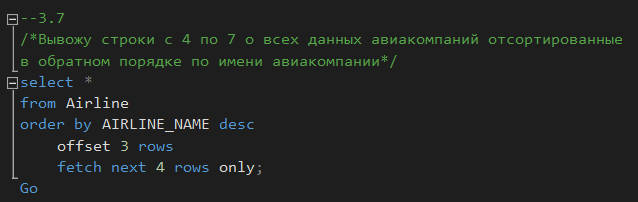 --3.7
/*Вывожу строки с 4 по 7 о всех данных авиакомпаний отсортированные
в обратном порядке по имени авиакомпании*/
select *
from Airline
order by AIRLINE_NAME desc
offset 3 rows
fetch next 4 rows only;
Go